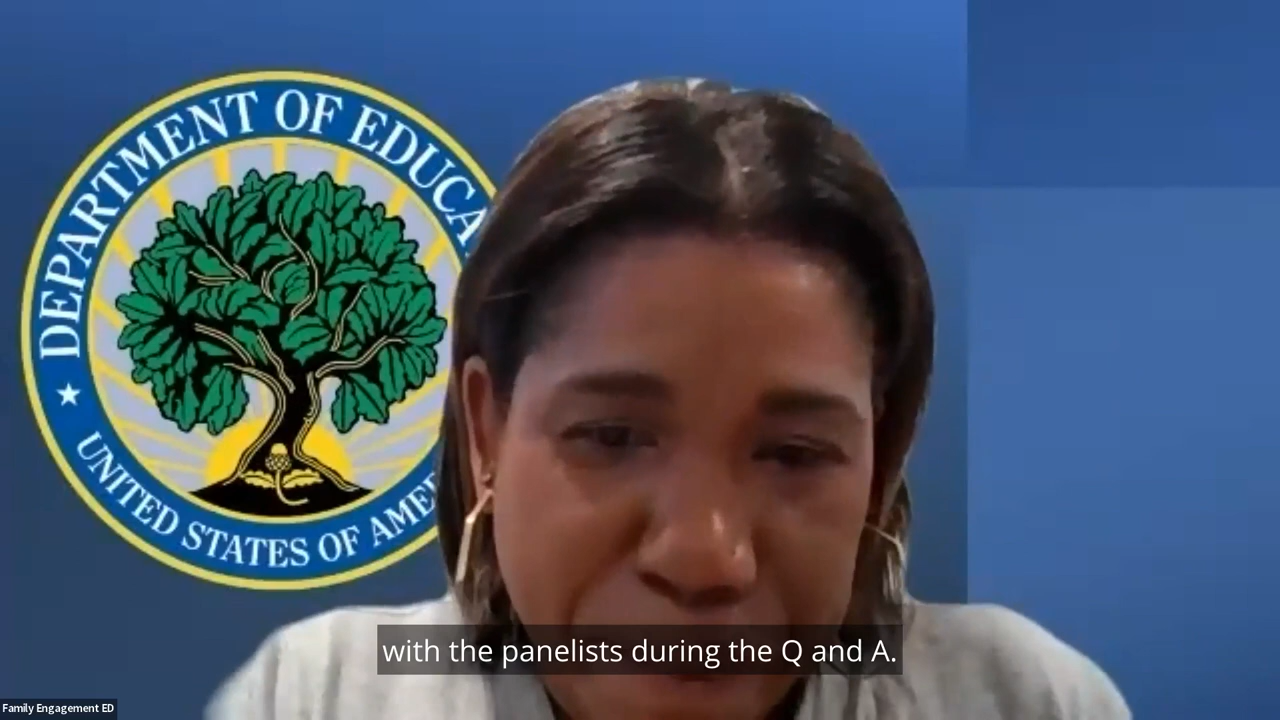 DEPARTMENT OF EDUCA
UNITED STATES OF AME
with the panelists during the Q and A.
Family Engagement ED